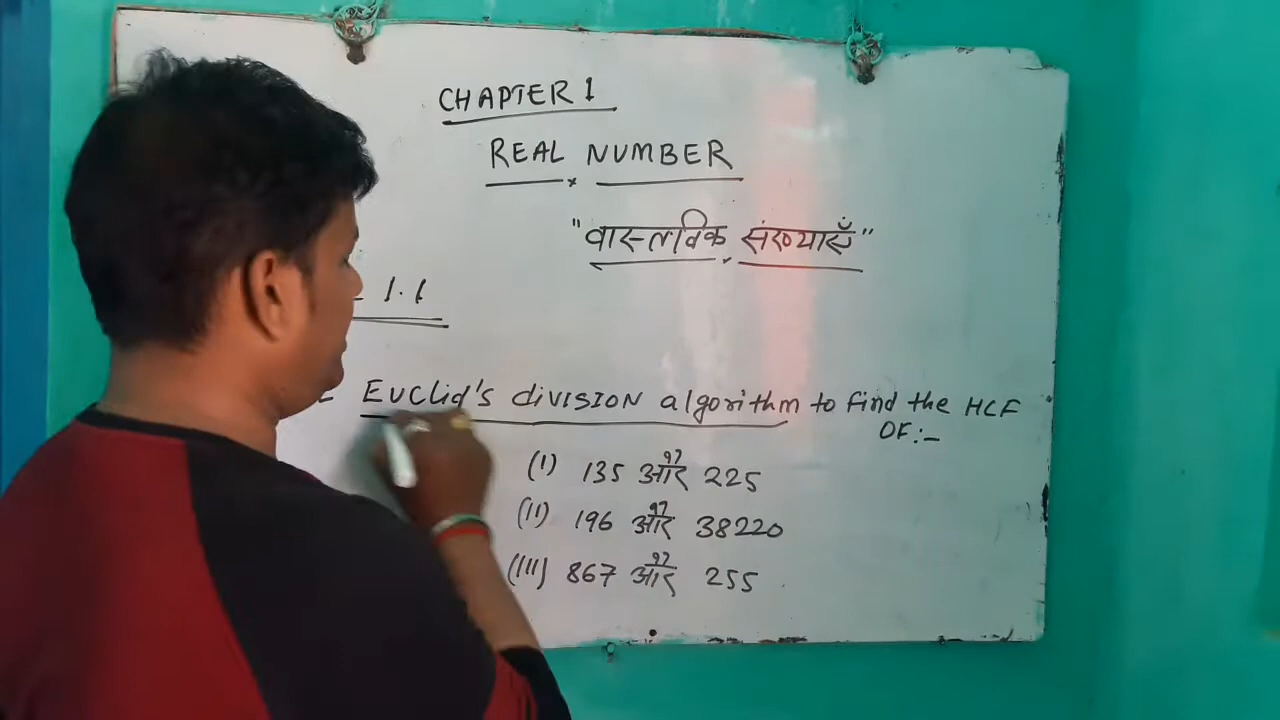 CHAPTER 1
REAL NUMBER
"वास्तविक संख्याएँ"
1.1
Euclid's division algorithm to find the HCF
OF:-
(I) 135 और 225
(II) 196 और 38220
(III) 867 और 255